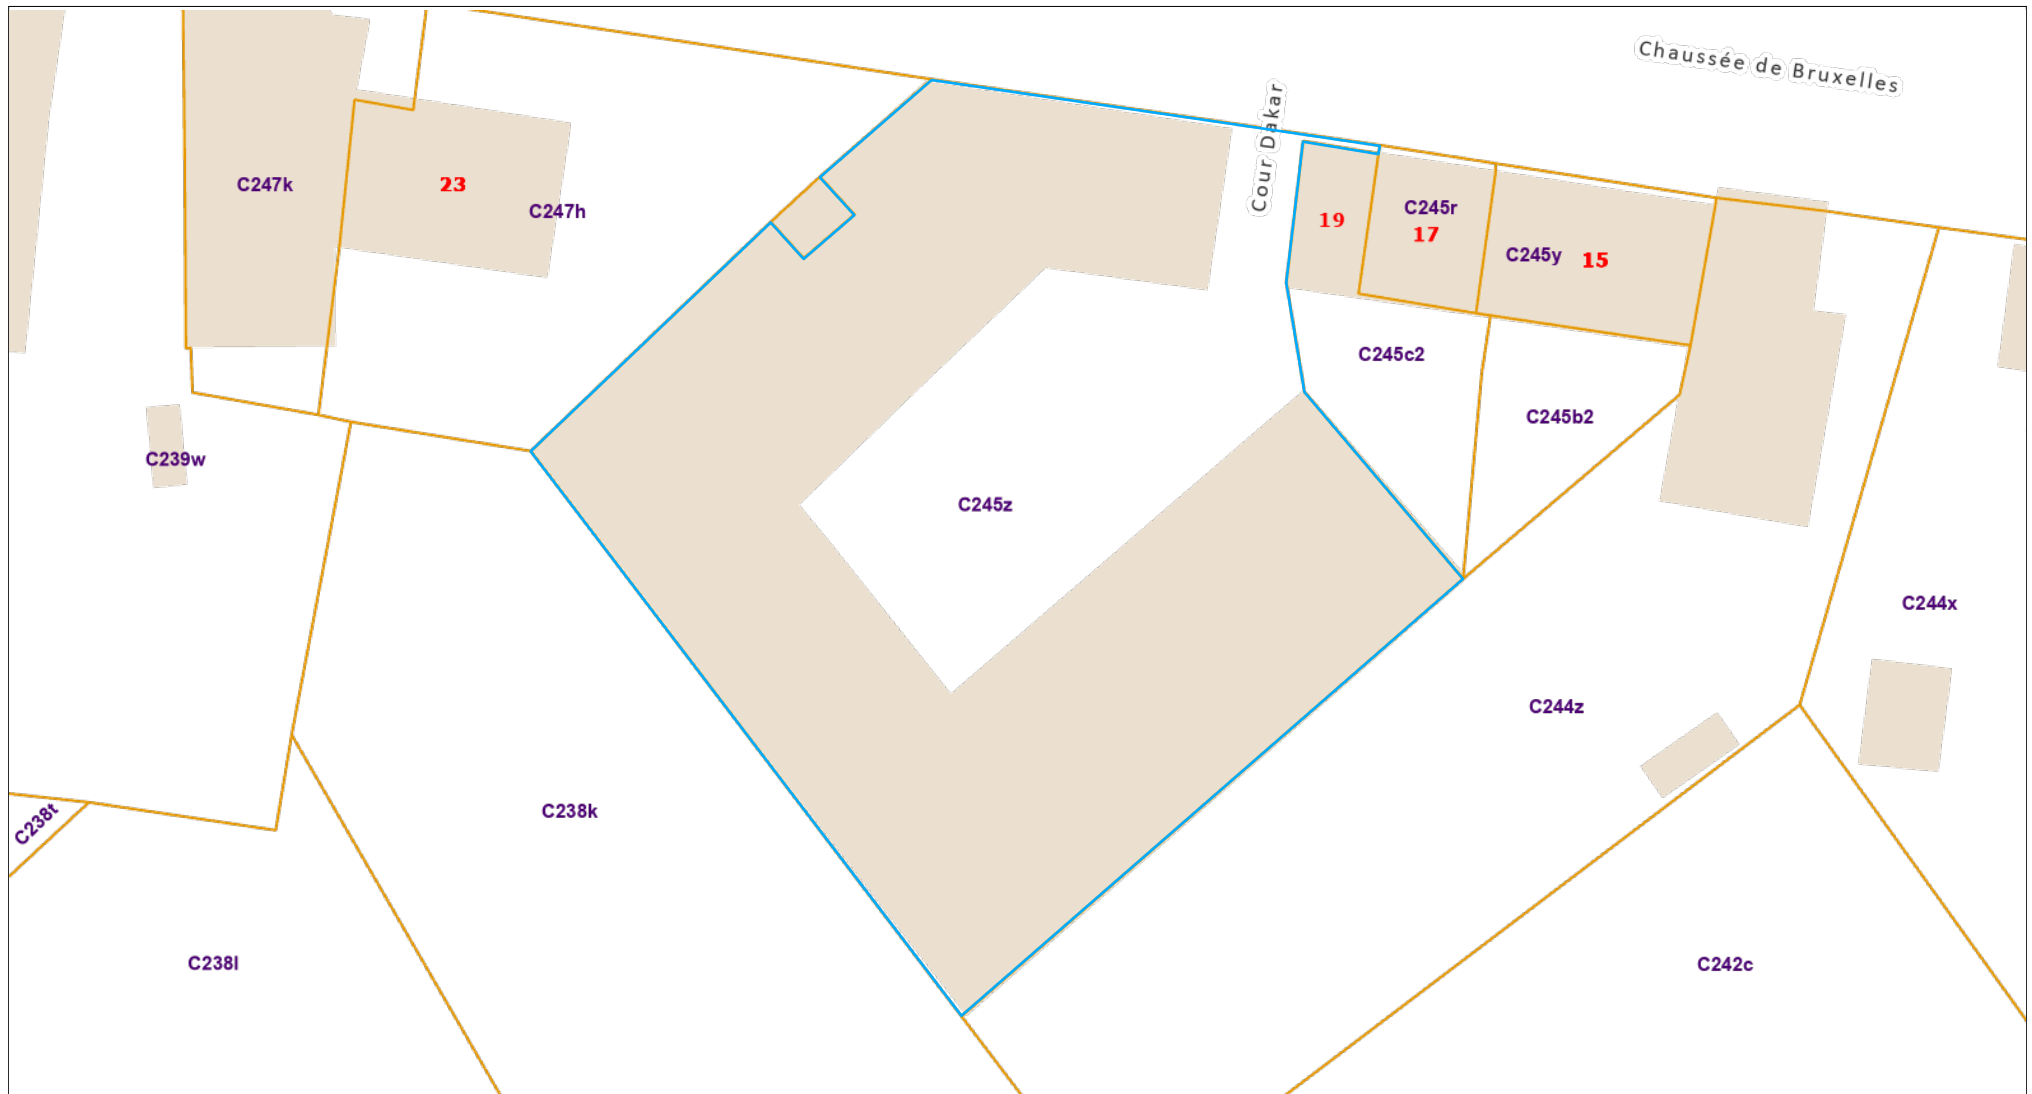 Chaussée de Bruxelles
Cour Dakar
C247k
23
C247h
19
C245r
17
C245y
15
C245c2
C245b2
C239w
C245z
C244x
C244z
C238t
C238k
C238l
C242c